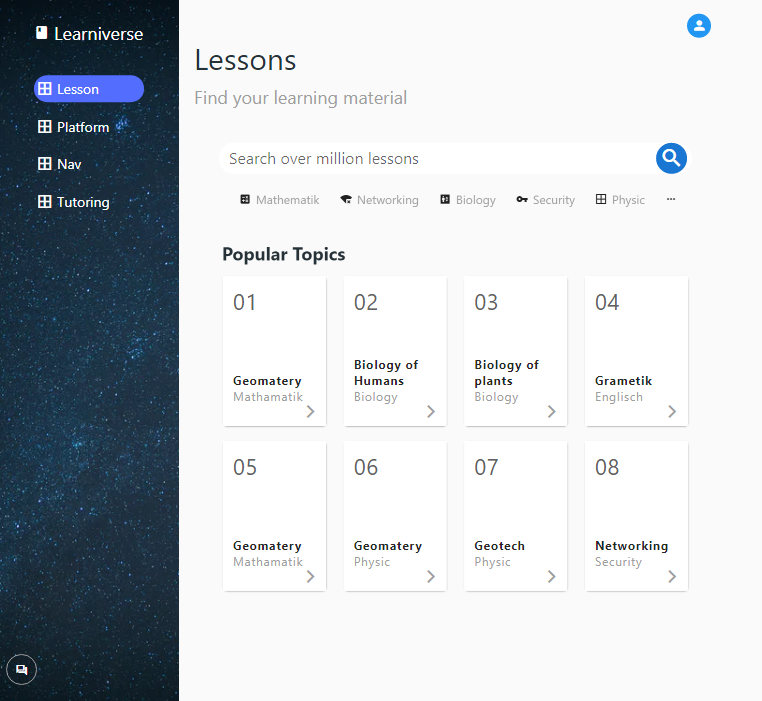 Learniverse
Lesson
Platform
Nav
Tutoring
Lessons
Find your learning material
Search over million lessons
Mathematik Networking Biology Security Physic
Popular Topics
01
Geomatery
Mathamatik
02
Biology of
Humans
Biology
03
Biology of
plants
Biology
04
Grametik
Englisch
05
Geomatery
Mathamatik
06
Geomatery
Physic
07
Geotech
Physic
08
Networking
Security